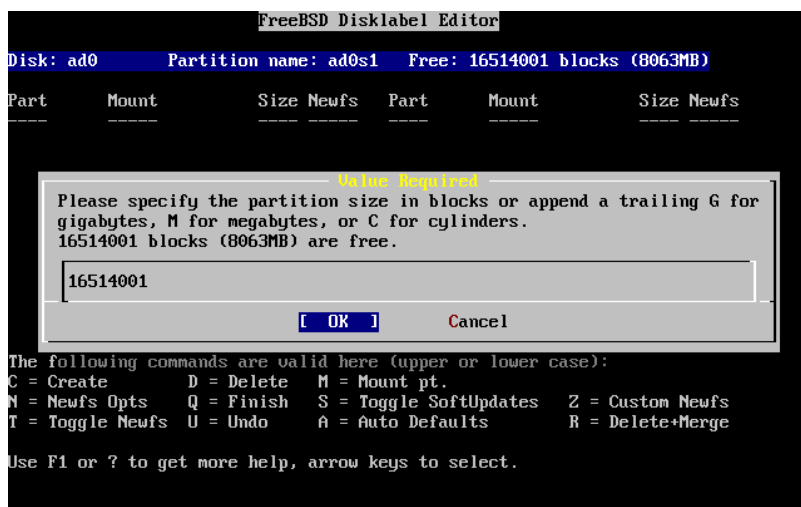 FreeBSD Disklabel Editor
Disk: ad0 Partition name: ad0s1 Free: 16514001 blocks (8063MB)
Part Mount Size Newfs Part Mount Size Newfs
---- ----- ---- ----- ---- ----- ---- -----
Value Required
Please specify the partition size in blocks or append a trailing G for
gigabytes, M for megabytes, or C for cylinders.
16514001 blocks (8063MB) are free.
16514001
[ OK ] Cancel
The following commands are valid here (upper or lower case):
C = Create D = Delete M = Mount pt.
N = Newfs Opts Q = Finish S = Toggle SoftUpdates Z = Custom Newfs
T = Toggle Newfs U = Undo A = Auto Defaults R = Delete+Merge
Use F1 or ? to get more help, arrow keys to select.